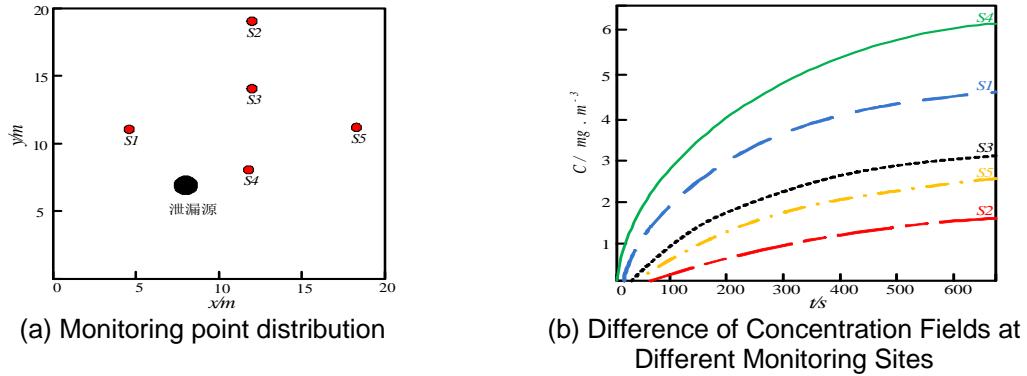 20
15
10
5
0
5
10
15
20
y/m
x/m
S2
S3
S1
S5
S4
泄漏源
(a) Monitoring point distribution
6
5
4
3
2
1
0
100
200
300
400
500
600
C/ mg . m⁻³
t/s
S4
S1
S3
S5
S2
(b) Difference of Concentration Fields at
Different Monitoring Sites